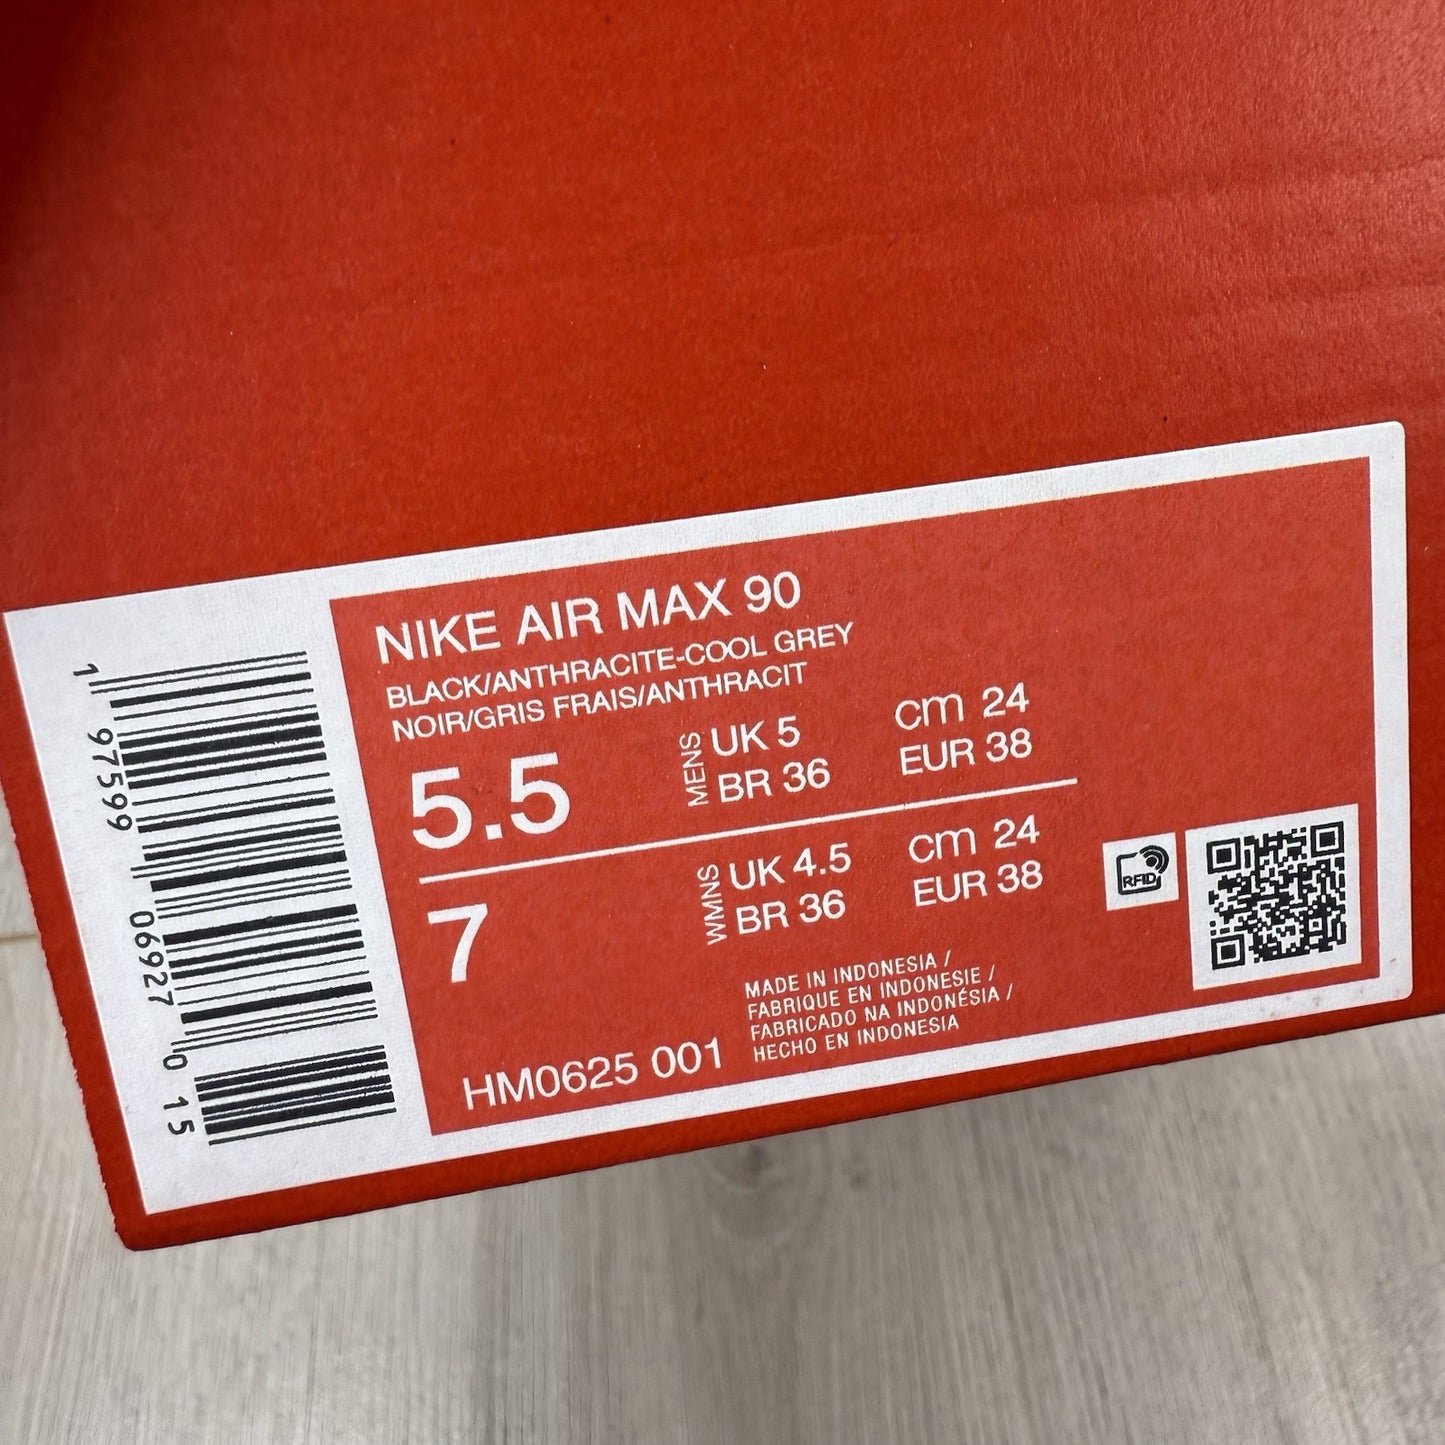 NIKE AIR MAX 90
BLACK/ANTHRACITE-COOL GREY
NOIR/GRIS FRAIS/ANTHRACIT
5.5
MENS
UK 5
BR 36
cm 24
EUR 38
7
WMNS
UK 4.5
BR 36
cm 24
EUR 38
RFID
MADE IN INDONESIA /
FABRIQUE EN INDONESIE /
FABRICADO NA INDONÉSIA /
HECHO EN INDONESIA
HM0625 001
1 97599 06927 0 15